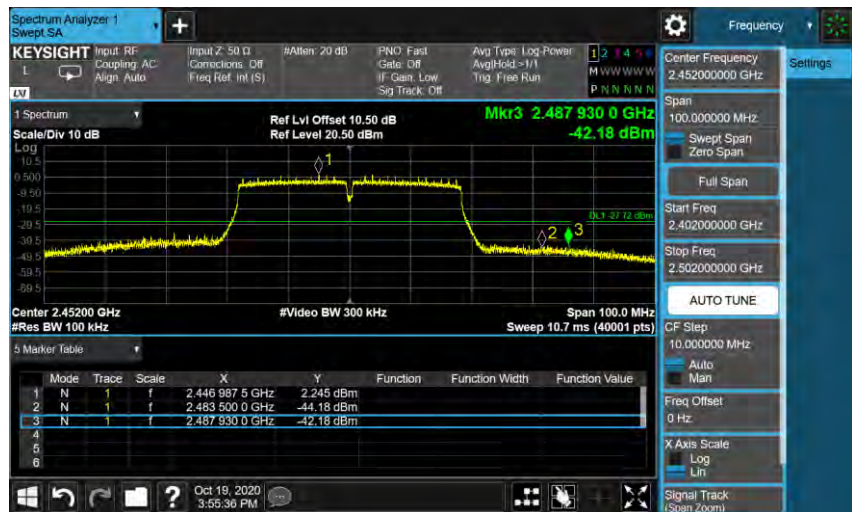 Spectrum Analyzer 1
Swept SA
Frequency
KEYSIGHT
L
LXI
Input: RF
Coupling: AC
Align: Auto
Input Z: 50 Ω
Corrections: Off
Freq Ref: Int (S)
#Atten: 20 dB
PNO: Fast
Gate: Off
IF Gain: Low
Sig Track: Off
Avg Type: Log-Power
Avg|Hold:>1/1
Trig: Free Run
1 2 3 4 5 6
M W W W W W
P N N N N N
1 Spectrum
Scale/Div 10 dB
Ref Lvl Offset 10.50 dB
Ref Level 20.50 dBm
Mkr3 2.487 930 0 GHz
-42.18 dBm
Log
10.5
0.500
-9.50
-19.5
-29.5
-39.5
-49.5
-59.5
-69.5
1
2
3
DL1 -27.72 dBm
Center 2.45200 GHz
#Res BW 100 kHz
#Video BW 300 kHz
Span 100.0 MHz
Sweep 10.7 ms (40001 pts)
5 Marker Table
Mode Trace Scale X Y Function Function Width Function Value
1 N 1 f 2.446 987 5 GHz 2.245 dBm
2 N 1 f 2.483 500 0 GHz -44.18 dBm
3 N 1 f 2.487 930 0 GHz -42.18 dBm
4
5
6
?
Oct 19, 2020
3:55:36 PM
Center Frequency
2.452000000 GHz
Settings
Span
100.000000 MHz
Swept Span
Zero Span
Full Span
Start Freq
2.402000000 GHz
Stop Freq
2.502000000 GHz
AUTO TUNE
CF Step
10.000000 MHz
Auto
Man
Freq Offset
0 Hz
X Axis Scale
Log
Lin
Signal Track
(Span Zoom)